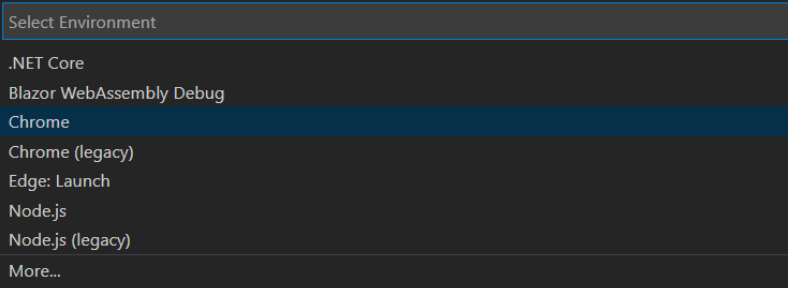 Select Environment
.NET Core
Blazor WebAssembly Debug
Chrome
Chrome (legacy)
Edge: Launch
Node.js
Node.js (legacy)
More...